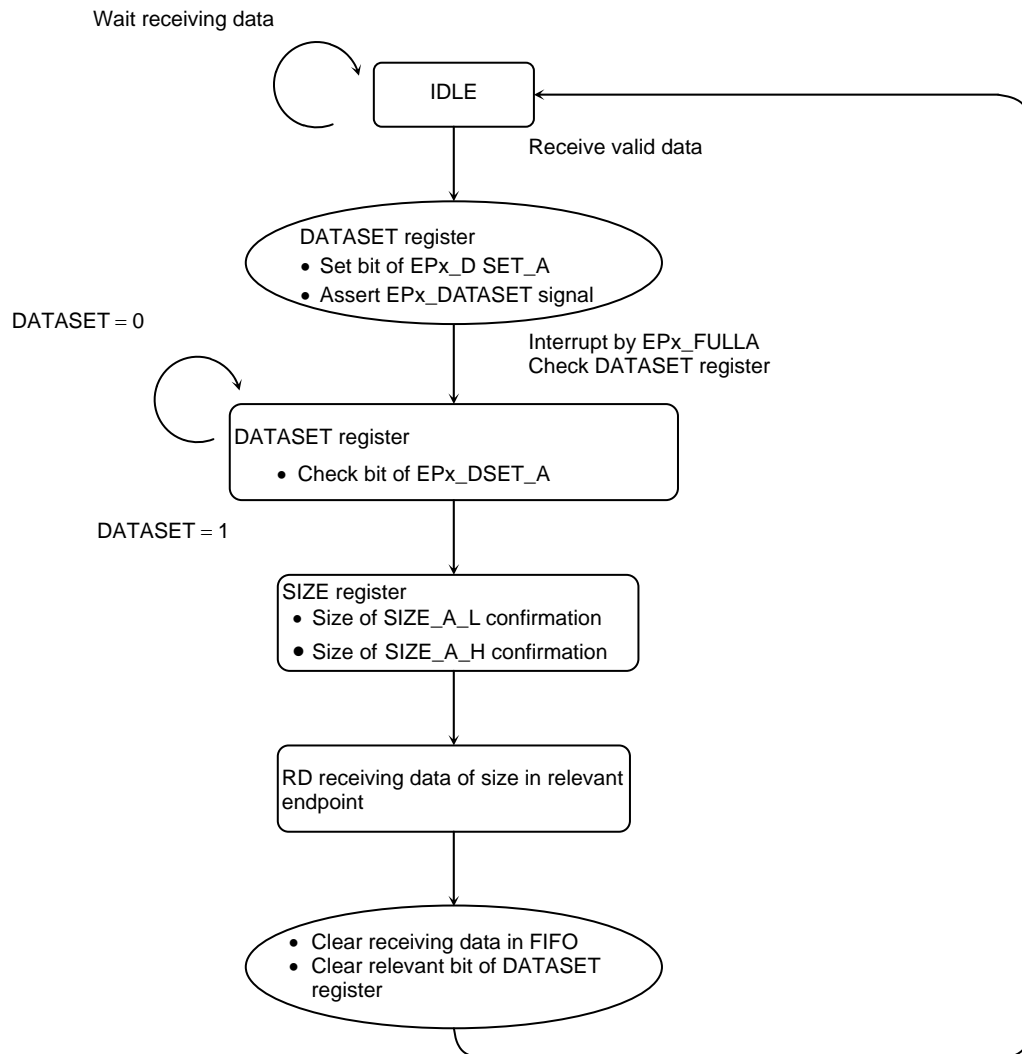 Wait receiving data
IDLE
Receive valid data
DATASET register
• Set bit of EPx_D SET_A
• Assert EPx_DATASET signal
DATASET = 0
Interrupt by EPx_FULLA
Check DATASET register
DATASET register
• Check bit of EPx_DSET_A
DATASET = 1
SIZE register
• Size of SIZE_A_L confirmation
• Size of SIZE_A_H confirmation
RD receiving data of size in relevant
endpoint
• Clear receiving data in FIFO
• Clear relevant bit of DATASET
register